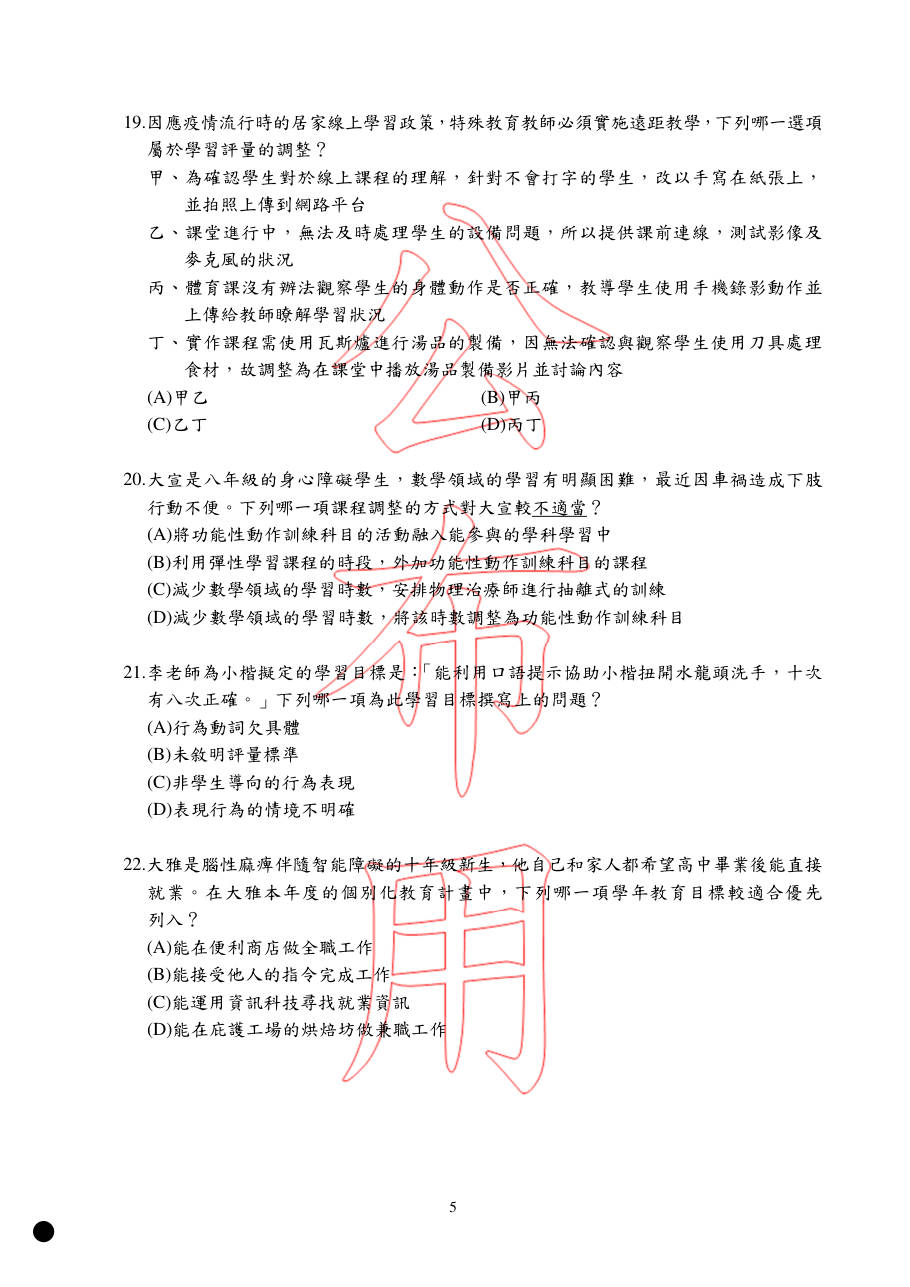 19.因應疫情流行時的居家線上學習政策，特殊教育教師必須實施遠距教學，下列哪一選項
屬於學習評量的調整？
甲、為確認學生對於線上課程的理解，針對不會打字的學生，改以手寫在紙張上，
並拍照上傳到網路平台
乙、課堂進行中，無法及時處理學生的設備問題，所以提供課前連線，測試影像及
麥克風的狀況
丙、體育課沒有辦法觀察學生的身體動作是否正確，教導學生使用手機錄影動作並
上傳給教師瞭解學習狀況
丁、實作課程需使用瓦斯爐進行湯品的製備，因無法確認與觀察學生使用刀具處理
食材，故調整為在課堂中播放湯品製備影片並討論內容
(A)甲乙 (B)甲丙
(C)乙丁 (D)丙丁
20.大宣是八年級的身心障礙學生，數學領域的學習有明顯困難，最近因車禍造成下肢
行動不便。下列哪一項課程調整的方式對大宣較不適當？
(A)將功能性動作訓練科目的活動融入能參與的學科學習中
(B)利用彈性學習課程的時段，外加功能性動作訓練科目的課程
(C)減少數學領域的學習時數，安排物理治療師進行抽離式的訓練
(D)減少數學領域的學習時數，將該時數調整為功能性動作訓練科目
21.李老師為小楷擬定的學習目標是：「能利用口語提示協助小楷扭開水龍頭洗手，十次
有八次正確。」下列哪一項為此學習目標撰寫上的問題？
(A)行為動詞欠具體
(B)未敘明評量標準
(C)非學生導向的行為表現
(D)表現行為的情境不明確
22.大雅是腦性麻痺伴隨智能障礙的十年級新生，他自己和家人都希望高中畢業後能直接
就業。在大雅本年度的個別化教育計畫中，下列哪一項學年教育目標較適合優先
列入？
(A)能在便利商店做全職工作
(B)能接受他人的指令完成工作
(C)能運用資訊科技尋找就業資訊
(D)能在庇護工場的烘焙坊做兼職工作
公布用
5